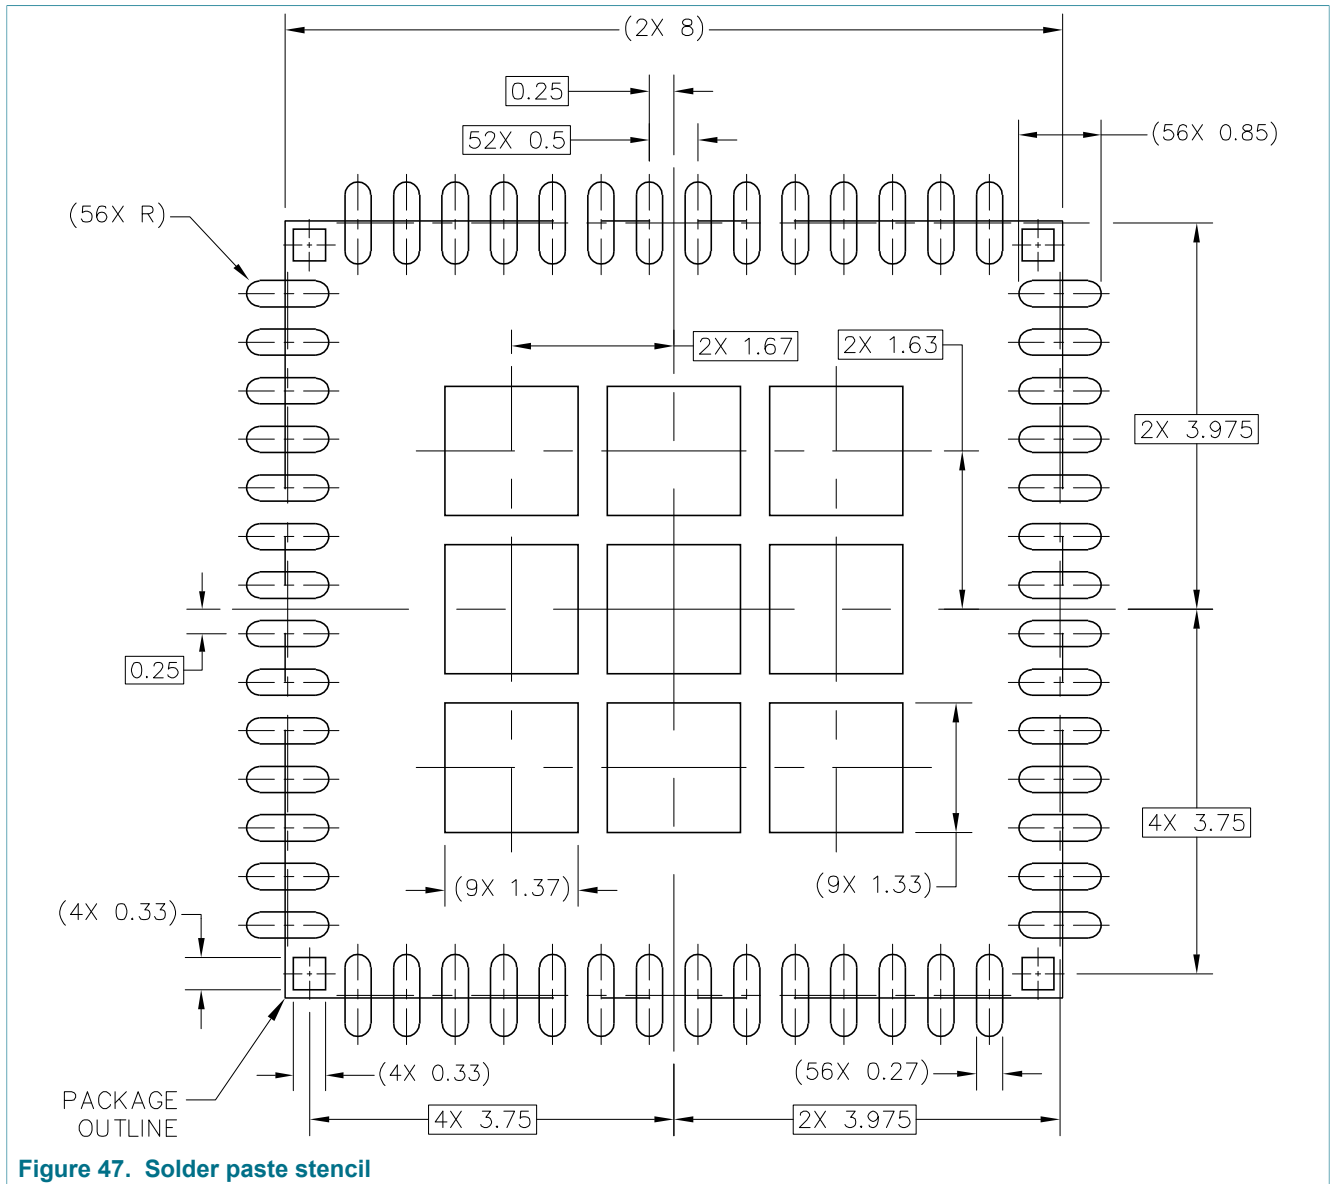 (2X 8)
0.25
52X 0.5
(56X 0.85)
(56X R)
2X 1.67
2X 1.63
2X 3.975
0.25
4X 3.75
(9X 1.37)
(9X 1.33)
(4X 0.33)
(4X 0.33)
(56X 0.27)
PACKAGE
OUTLINE
4X 3.75
2X 3.975
Figure 47. Solder paste stencil